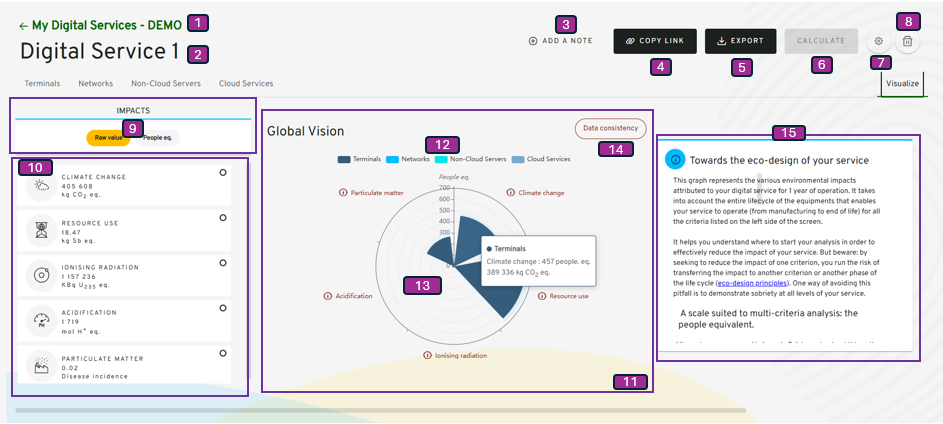 ← My Digital Services - DEMO 1
Digital Service 1 2
3
ADD A NOTE
COPY LINK
EXPORT
CALCULATE
4
5
6
7
8
Terminals Networks Non-Cloud Servers Cloud Services
Visualize
IMPACTS
9
Raw value People eq.
10
CLIMATE CHANGE
405 608
kg CO₂ eq.
RESOURCE USE
18.47
kg Sb eq.
IONISING RADIATION
1 157 236
KBq U₂₃₅ eq.
ACIDIFICATION
1 719
mol H⁺ eq.
PARTICULATE MATTER
0.02
Disease incidence
Global Vision
Data consistency
12
14
Terminals Networks Non-Cloud Servers Cloud Services
People eq.
700
600
500
400
300
0
Particulate matter
Climate change
Terminals
Climate change : 457 people. eq.
389 336 kg CO₂ eq.
13
Acidification
Resource use
Ionising radiation
11
15
Towards the eco-design of your service
This graph represents the various environmental impacts
attributed to your digital service for 1 year of operation. It takes
into account the entire lifecycle of the equipments that enables
your service to operate (from manufacturing to end of life) for all
the criteria listed on the left side of the screen.
It helps you understand where to start your analysis in order to
effectively reduce the impact of your service. But beware: by
seeking to reduce the impact of one criterion, you run the risk of
transferring the impact to another criterion or another phase of
the life cycle (eco-design principles). One way of avoiding this
pitfall is to demonstrate sobriety at all levels of your service.
A scale suited to multi-criteria analysis: the
people equivalent.